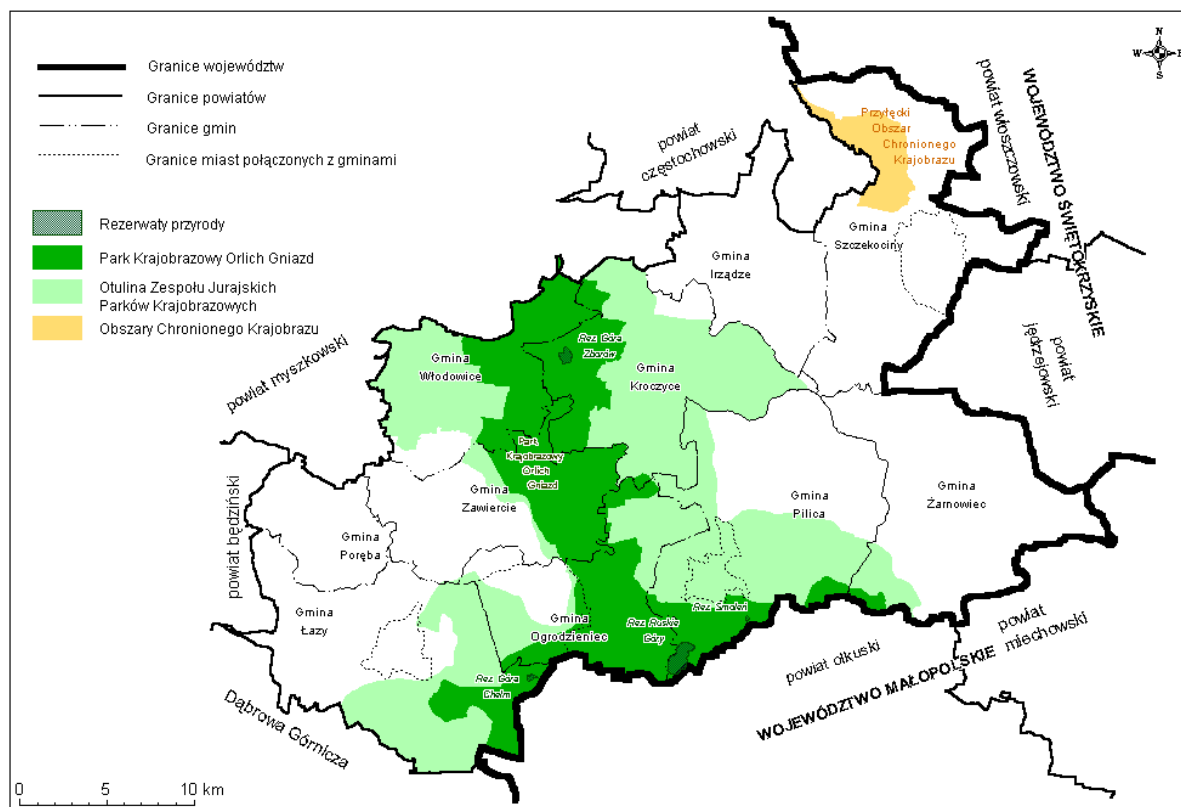 Granice województw
Granice powiatów
Granice gmin
Granice miast połączonych z gminami
Rezerwaty przyrody
Park Krajobrazowy Orlich Gniazd
Otulina Zespołu Jurajskich
Parków Krajobrazowych
Obszary Chronionego Krajobrazu
N
W
E
S
powiat
częstochowski
Przyłęcki
Obszar
Chronionego
Krajobrazu
powiat włoszczowski
WOJEWÓDZTWO ŚWIĘTOKRZYSKIE
Gmina
Szczekociny
Gmina
Irządze
powiat
jędrzejowski
powiat myszkowski
Gmina
Włodowice
Rez. Góra
Zborów
Gmina
Kroczyce
Park
Krajobrazowy
Orlich
Gniazd
Gmina
Zawiercie
Gmina
Pilica
Gmina
Żarnowiec
powiat będziński
Gmina
Poręba
Gmina
Łazy
Gmina
Ogrodzieniec
Rez. Ruskie
Góry
Rez. Smoleń
Rez. Góra
Chełm
powiat olkuski
powiat
miechowski
WOJEWÓDZTWO MAŁOPOLSKIE
Dąbrowa Górnicza
0 5 10 km